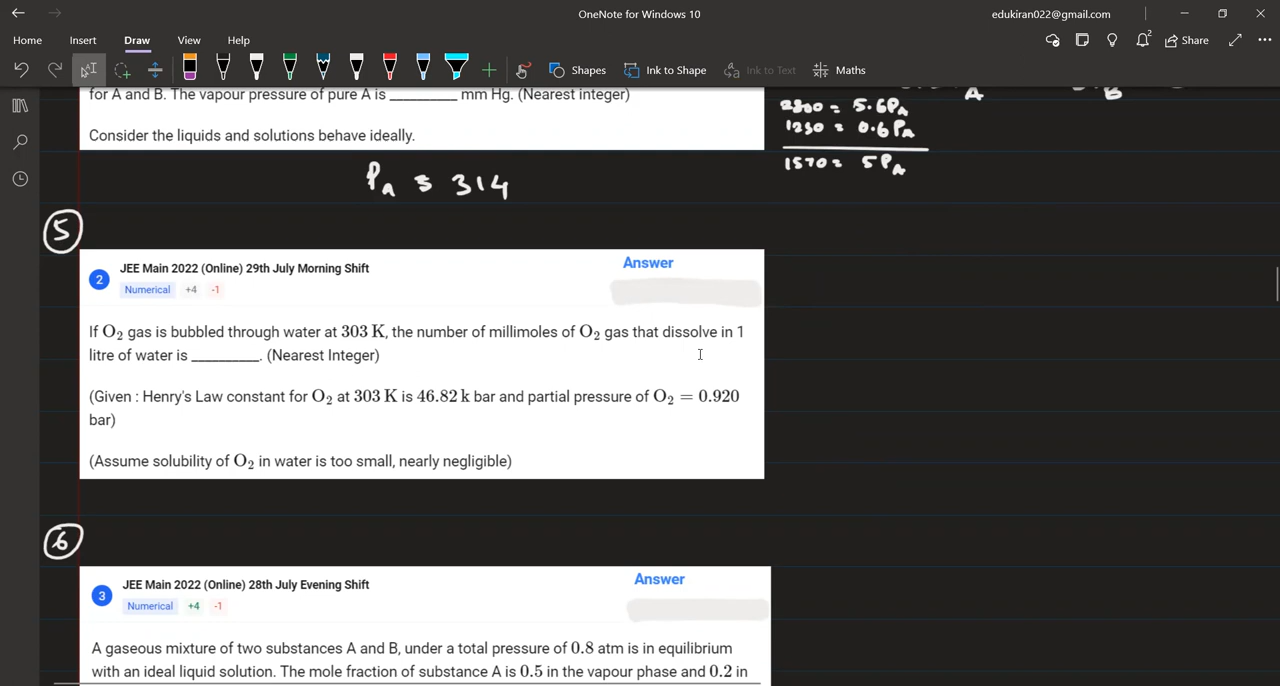 OneNote for Windows 10
edukiran022@gmail.com
Home Insert Draw View Help
Share
Shapes Ink to Shape Ink to Text Maths
for A and B. The vapour pressure of pure A is __________ mm Hg. (Nearest integer)
Consider the liquids and solutions behave ideally.
A B
= 5.6PA
1230 = 0.6PA
1570 = 5PA
PA = 314
5
2 JEE Main 2022 (Online) 29th July Morning Shift
Answer
Numerical +4 -1
If O₂ gas is bubbled through water at 303 K, the number of millimoles of O₂ gas that dissolve in 1
litre of water is __________. (Nearest Integer)
(Given : Henry's Law constant for O₂ at 303 K is 46.82 k bar and partial pressure of O₂ = 0.920
bar)
(Assume solubility of O₂ in water is too small, nearly negligible)
6
3 JEE Main 2022 (Online) 28th July Evening Shift
Answer
Numerical +4 -1
A gaseous mixture of two substances A and B, under a total pressure of 0.8 atm is in equilibrium
with an ideal liquid solution. The mole fraction of substance A is 0.5 in the vapour phase and 0.2 in